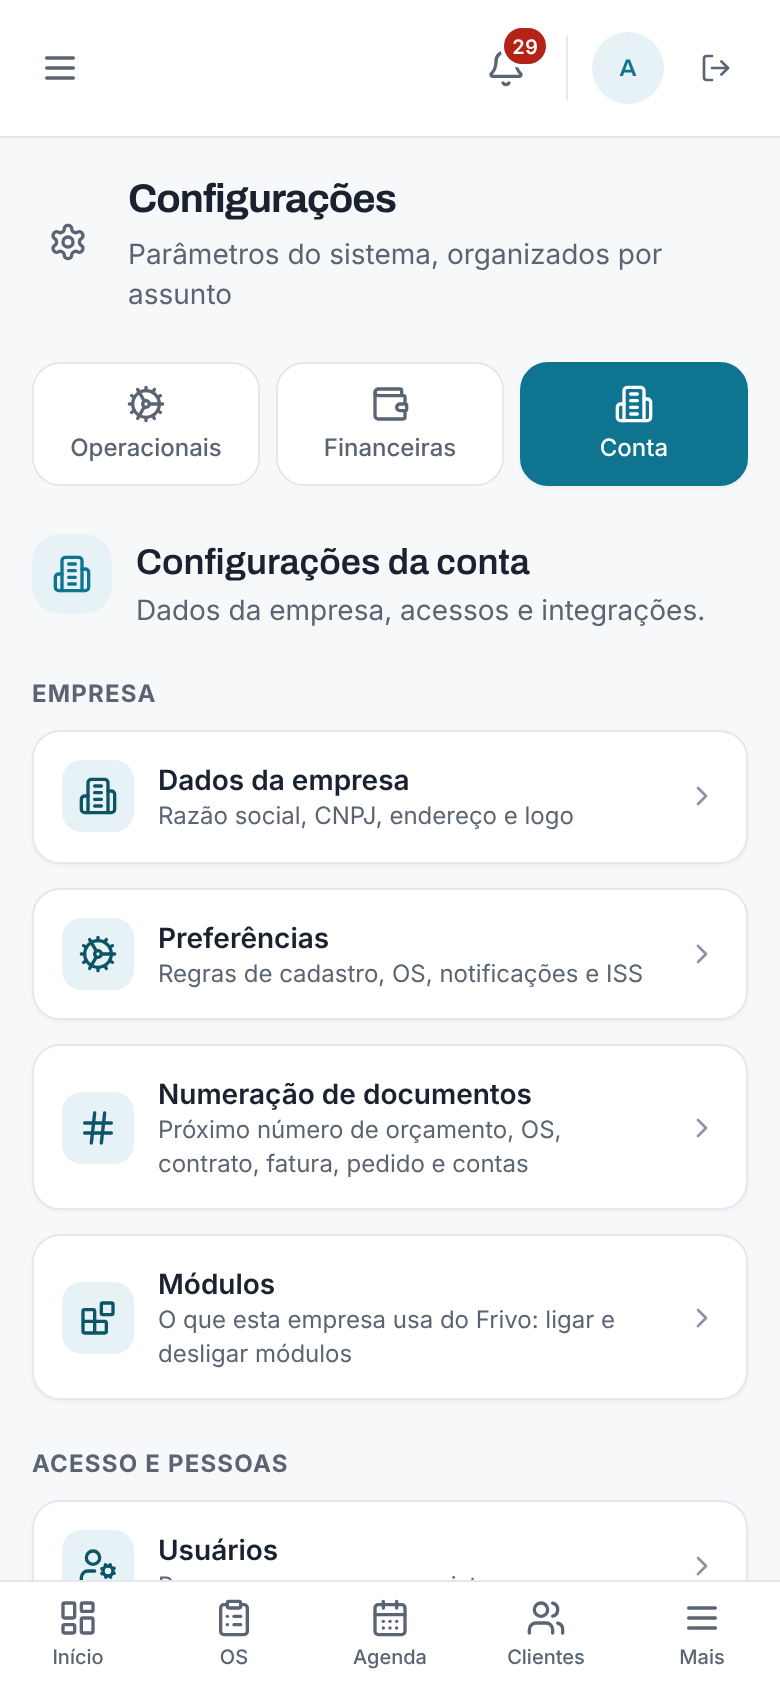 29
A
Configurações
Parâmetros do sistema, organizados por
assunto
Operacionais
Financeiras
Conta
Configurações da conta
Dados da empresa, acessos e integrações.
EMPRESA
Dados da empresa
Razão social, CNPJ, endereço e logo
Preferências
Regras de cadastro, OS, notificações e ISS
Numeração de documentos
Próximo número de orçamento, OS,
contrato, fatura, pedido e contas
Módulos
O que esta empresa usa do Frivo: ligar e
desligar módulos
ACESSO E PESSOAS
Usuários
Início
OS
Agenda
Clientes
Mais